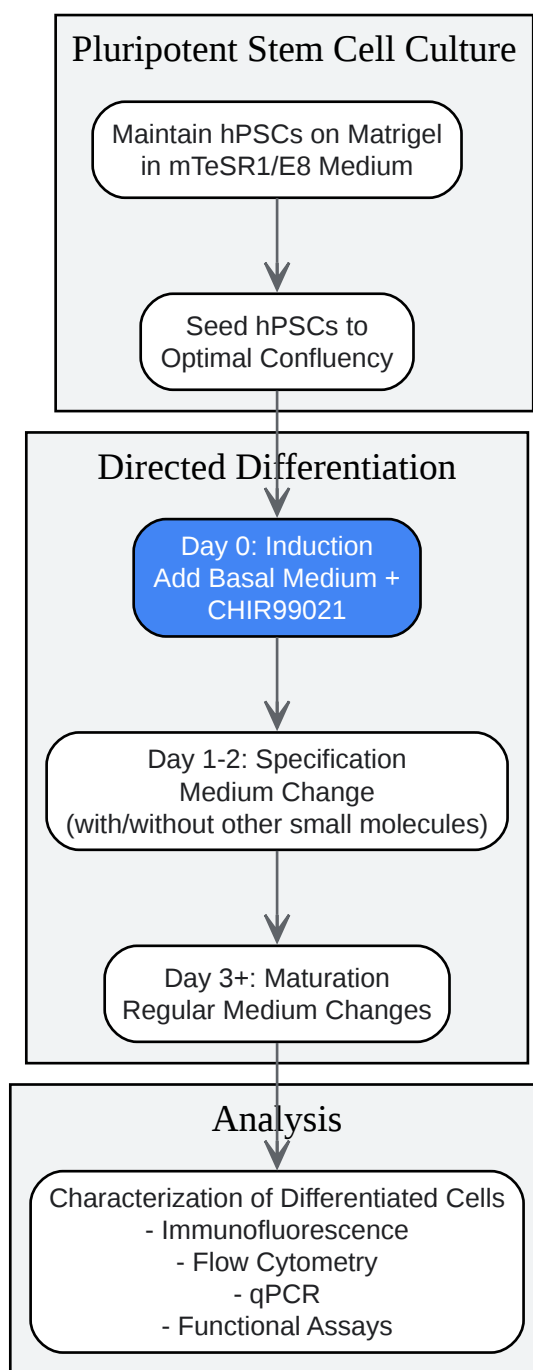 Pluripotent Stem Cell Culture
Maintain hPSCs on Matrigel
in mTeSR1/E8 Medium
Seed hPSCs to
Optimal Confluency
Directed Differentiation
Day 0: Induction
Add Basal Medium +
CHIR99021
Day 1-2: Specification
Medium Change
(with/without other small molecules)
Day 3+: Maturation
Regular Medium Changes
Analysis
Characterization of Differentiated Cells
- Immunofluorescence
- Flow Cytometry
- qPCR
- Functional Assays